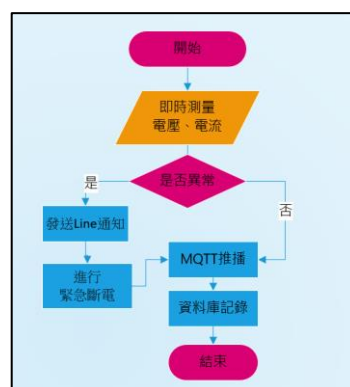 開始
即時測量
電壓、電流
是否異常
是
否
發送Line通知
進行
緊急斷電
MQTT推播
資料庫記錄
結束